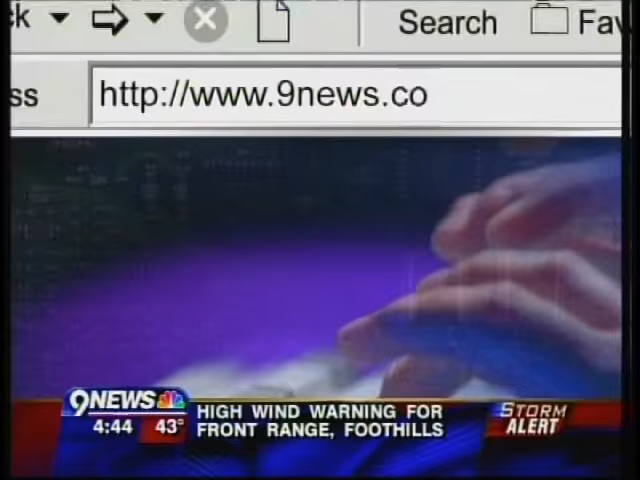 ck
Search
Fav
ss
http://www.9news.co
9NEWS
HIGH WIND WARNING FOR
FRONT RANGE, FOOTHILLS
4:44
43°
STORM
ALERT